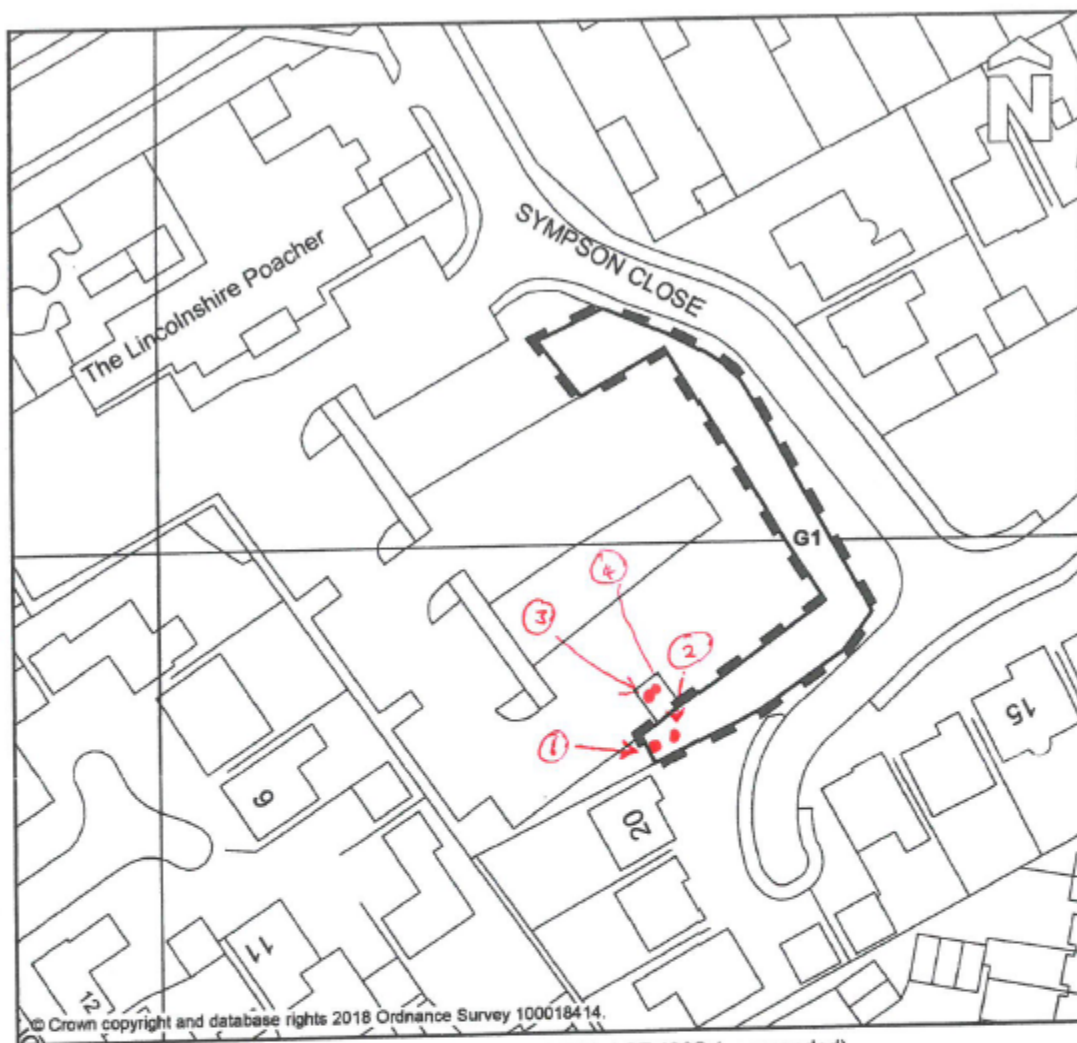 N
SYMPSON CLOSE
The Lincolnshire Poacher
G1
4
3
2
1
15
9
20
11
12
© Crown copyright and database rights 2018 Ordnance Survey 100018414.